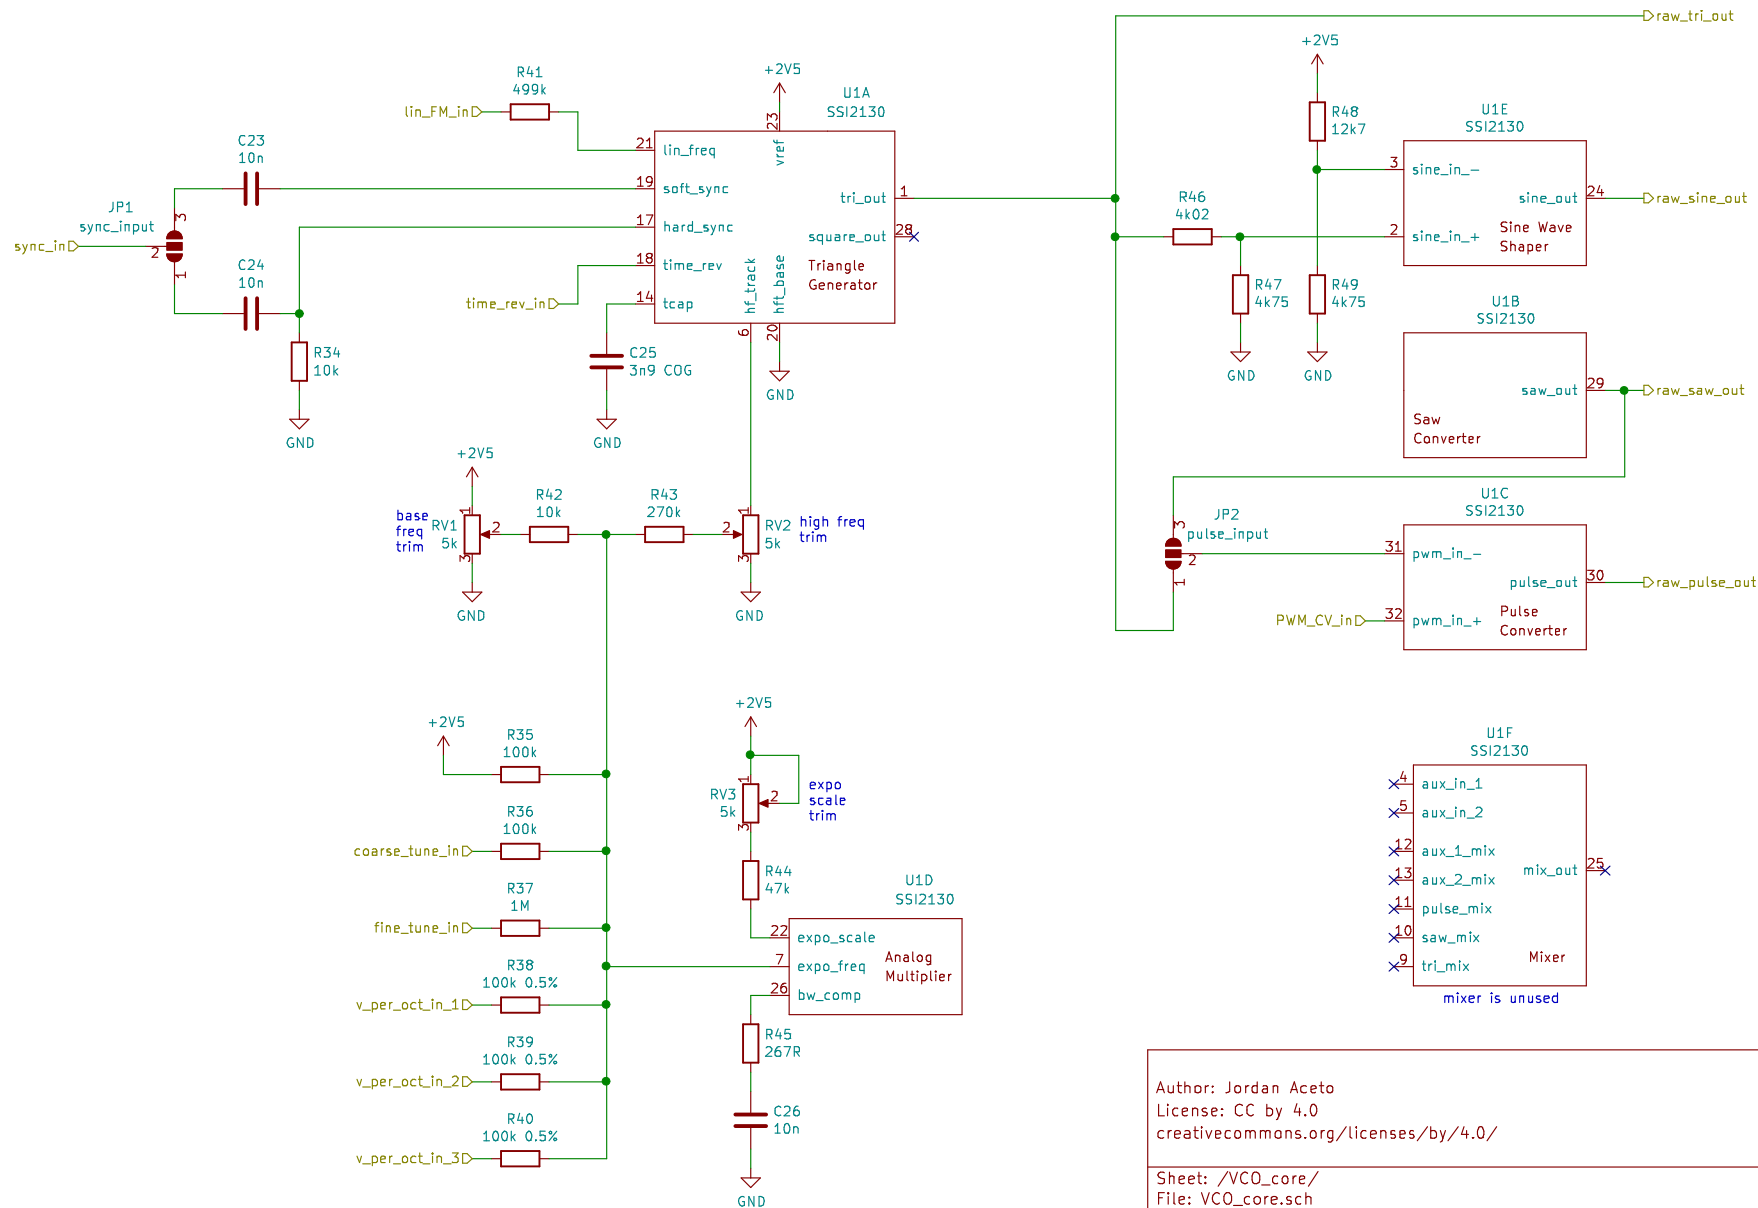 raw_tri_out
+2V5
R41
499k
lin_FM_in
+2V5
U1A
SSI2130
23
vref
21
lin_freq
19
soft_sync
17
hard_sync
18
time_rev
14
tcap
tri_out
1
square_out
28
hf_track
hft_base
Triangle
Generator
6
20
GND
C23
10n
JP1
sync_input
3
sync_in
2
1
C24
10n
R34
10k
GND
time_rev_in
C25
3n9 COG
GND
R48
12k7
U1E
SSI2130
3
sine_in_-
sine_out
24
raw_sine_out
2
sine_in_+
Sine Wave
Shaper
R46
4k02
R47
4k75
R49
4k75
GND
GND
U1B
SSI2130
saw_out
29
raw_saw_out
Saw
Converter
+2V5
base
freq
trim
RV1
5k
1
2
3
GND
R42
10k
R43
270k
1
2
3
RV2
5k
high freq
trim
GND
JP2
pulse_input
3
2
1
U1C
SSI2130
31
pwm_in_-
pulse_out
30
raw_pulse_out
PWM_CV_in
32
pwm_in_+
Pulse
Converter
+2V5
R35
100k
R36
100k
coarse_tune_in
R37
1M
fine_tune_in
R38
100k 0.5%
v_per_oct_in_1
R39
100k 0.5%
v_per_oct_in_2
R40
100k 0.5%
v_per_oct_in_3
+2V5
RV3
5k
1
2
3
expo
scale
trim
R44
47k
U1D
SSI2130
22
expo_scale
7
expo_freq
26
bw_comp
Analog
Multiplier
R45
267R
C26
10n
GND
U1F
SSI2130
4
aux_in_1
5
aux_in_2
12
aux_1_mix
13
aux_2_mix
11
pulse_mix
10
saw_mix
9
tri_mix
mix_out
25
Mixer
mixer is unused
Author: Jordan Aceto
License: CC by 4.0
creativecommons.org/licenses/by/4.0/
Sheet: /VCO_core/
File: VCO_core.sch